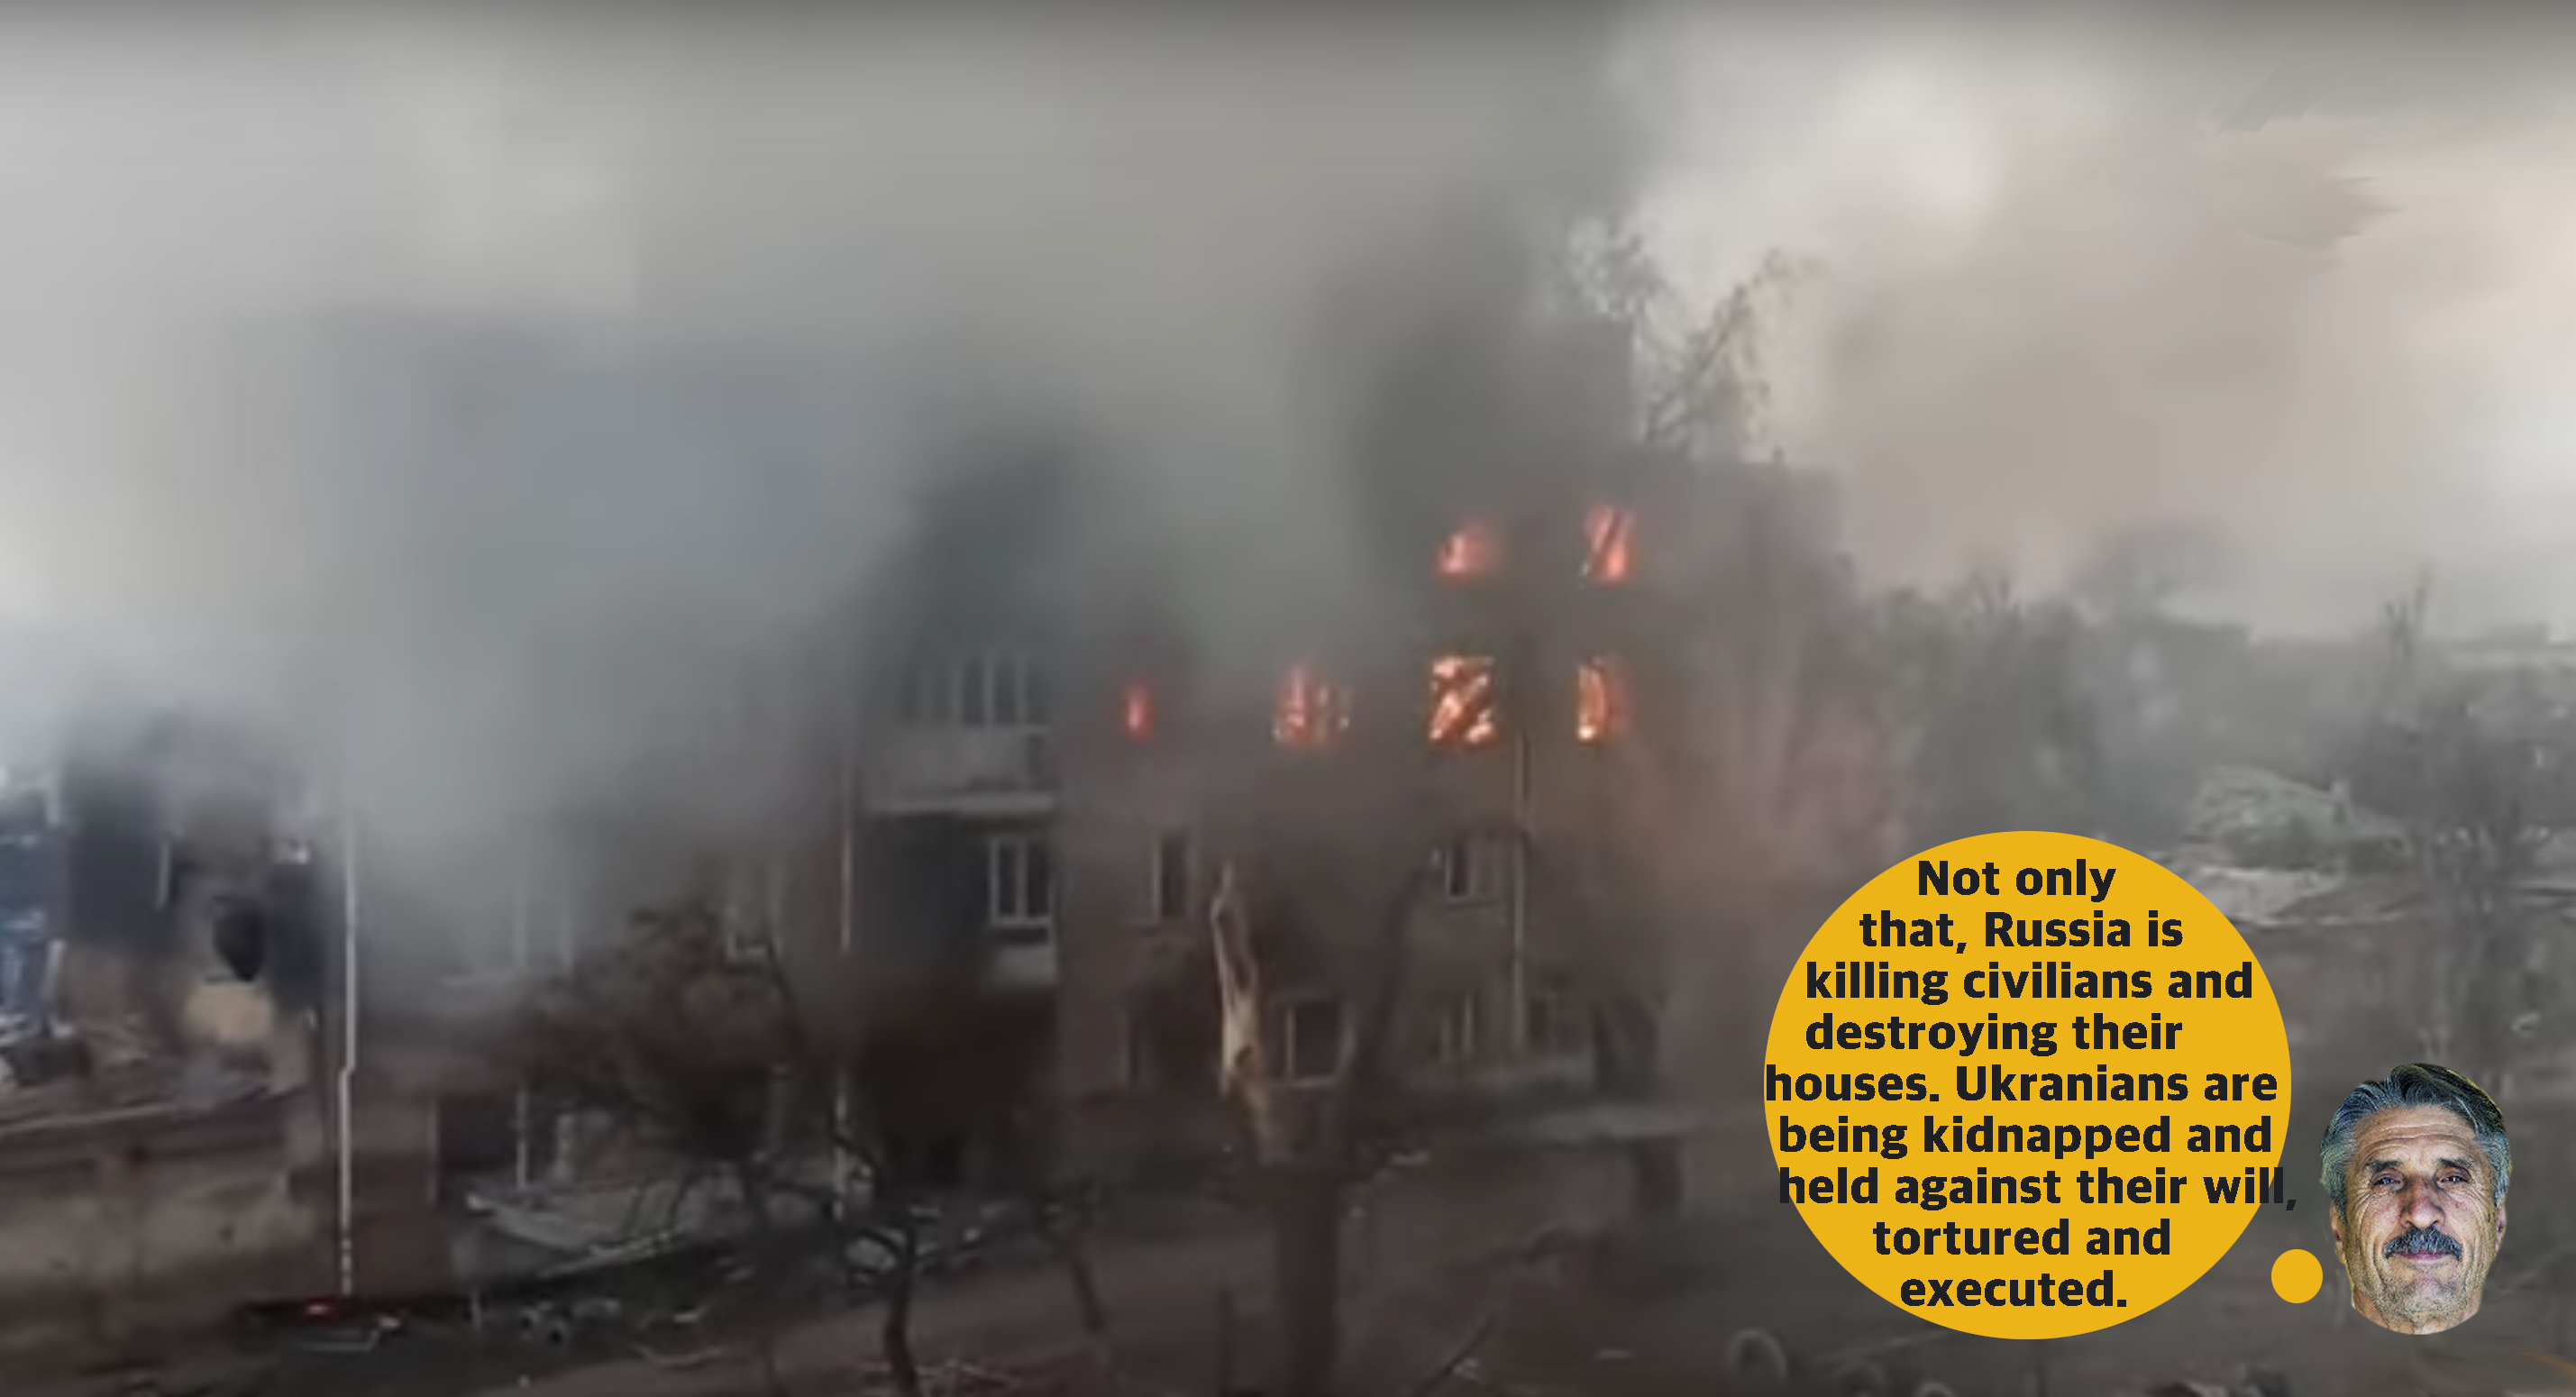 Not only
that, Russia is
killing civilians and
destroying their
houses. Ukranians are
being kidnapped and
held against their will,
tortured and
executed.